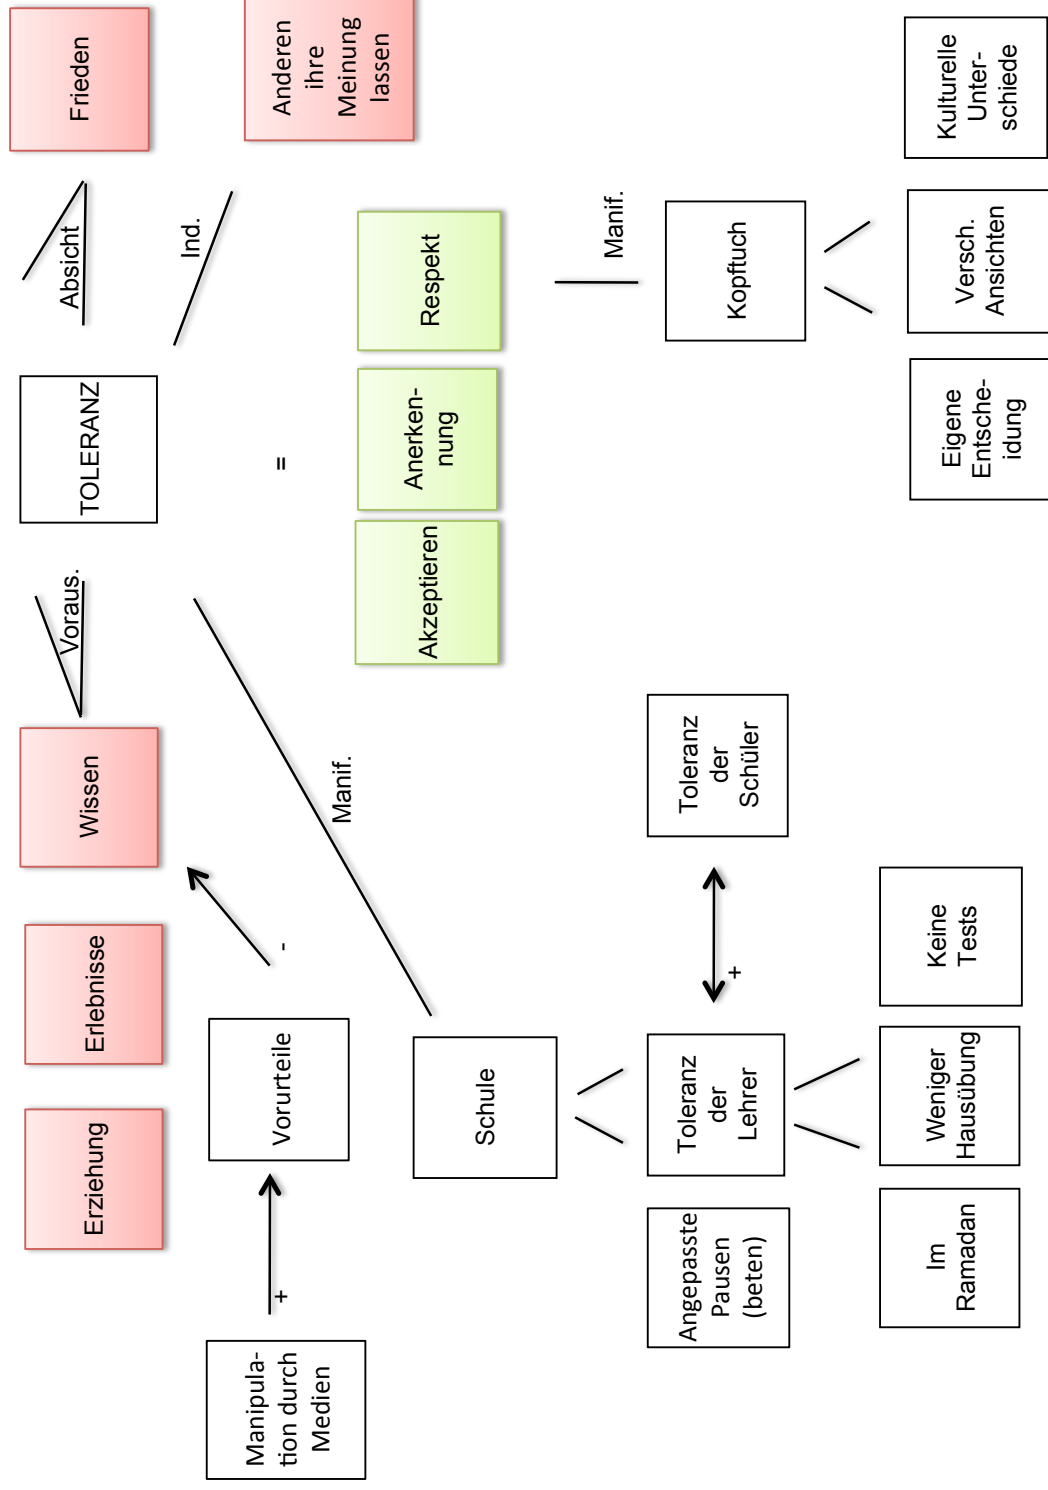 Erziehung
Erlebnisse
Wissen
Voraus.
TOLERANZ
Absicht
Frieden
Manipula-
tion durch
Medien
+
Vorurteile
-
Manif.
=
Ind.
Anderen
ihre
Meinung
lassen
Schule
Akzeptieren
Anerken-
nung
Respekt
Manif.
Angepasste
Pausen
(beten)
Toleranz
der
Lehrer
+
Toleranz
der
Schüler
Kopftuch
Im
Ramadan
Weniger
Hausübung
Keine
Tests
Eigene
Entsche-
idung
Versch.
Ansichten
Kulturelle
Unter-
schiede